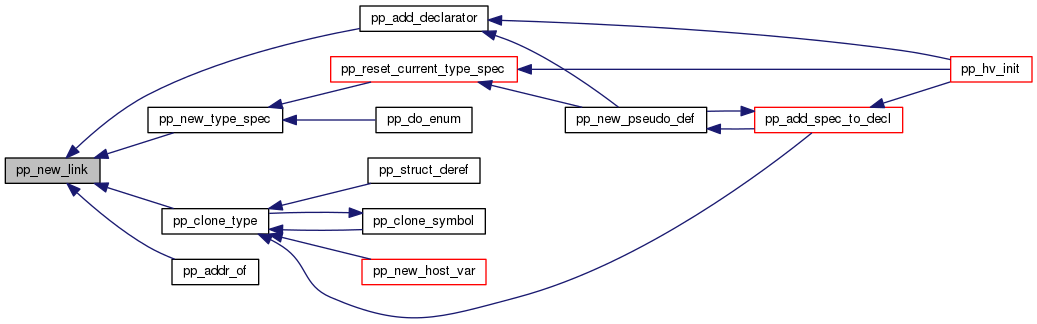 pp_add_declarator
pp_reset_current_type_spec
pp_hv_init
pp_new_type_spec
pp_do_enum
pp_new_pseudo_def
pp_add_spec_to_decl
pp_new_link
pp_struct_deref
pp_clone_type
pp_clone_symbol
pp_addr_of
pp_new_host_var